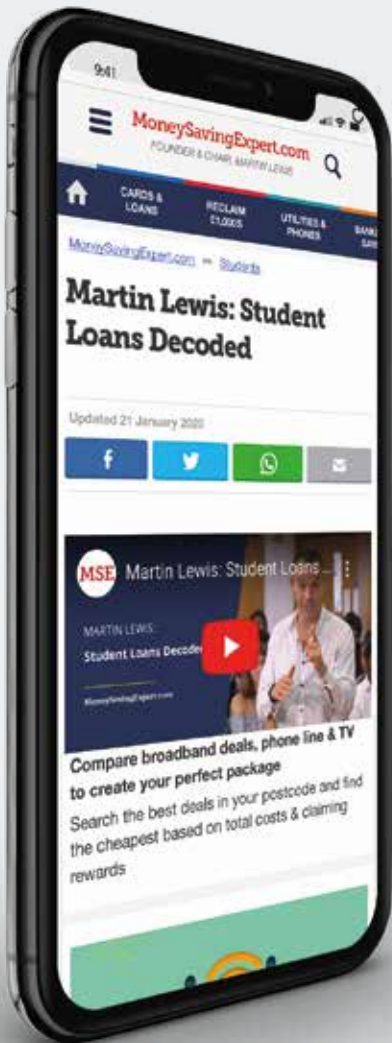 9:41
MoneySavingExpert.com
FOUNDER & CHAIR, MARTIN LEWIS
CARDS & LOANS
RECLAIM £1,000s
UTILITIES & PHONES
MoneySavingExpert.com
Students
Martin Lewis: Student
Loans Decoded
Updated 21 January 2020
MSE
Martin Lewis: Student Loans ...
MARTIN LEWIS:
Student Loans Decoded
MoneySavingExpert.com
Compare broadband deals, phone line & TV
to create your perfect package
Search the best deals in your postcode and find
the cheapest based on total costs & claiming
rewards